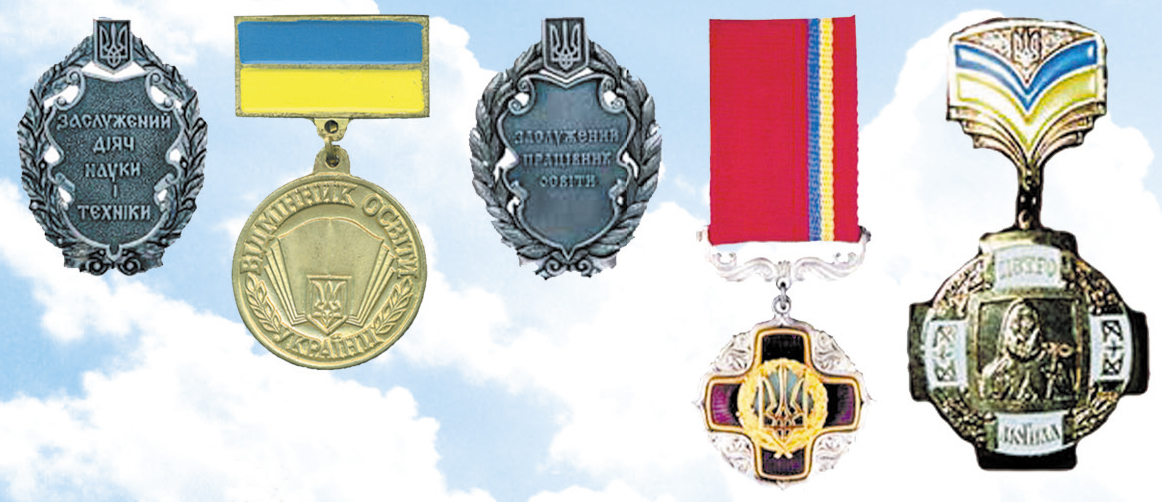 ЗАСЛУЖЕНИЙ
ДІЯЧ
НАУКИ
І
ТЕХНІКИ
ВІДМІННИК ОСВІТИ
УКРАЇНИ
ЗАСЛУЖЕНИЙ
ПРАЦІВНИК
ОСВІТИ
ПЕТРО
МОГИЛА